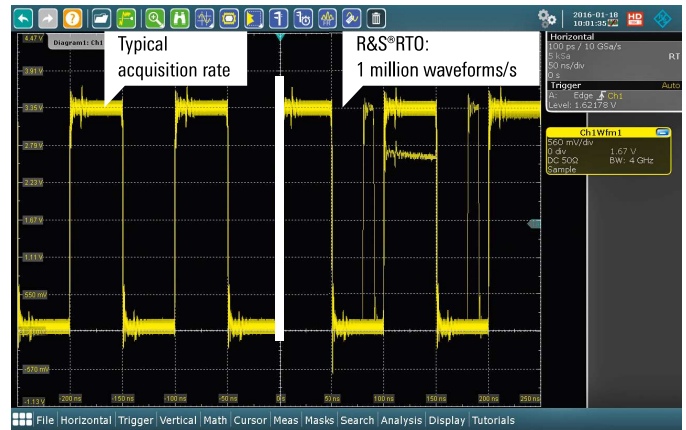 2016-01-18
10:01:35
HD
4.47 V
Diagram1: Ch1
Typical
acquisition rate
R&S®RTO:
1 million waveforms/s
3.91 V
3.35 V
2.79 V
2.23 V
1.67 V
1.11 V
550 mV
-570 mV
-1.13 V
-200 ns
-150 ns
-100 ns
-50 ns
0 s
50 ns
100 ns
150 ns
200 ns
250 ns
Horizontal
100 ps / 10 GSa/s
5 kSa RT
50 ns/div
0 s
Trigger Auto
A: Edge Ch1
Level: 1.62178 V
Ch1Wfm1
560 mV/div
0 div 1.67 V
DC 50Ω BW: 4 GHz
Sample
File Horizontal Trigger Vertical Math Cursor Meas Masks Search Analysis Display Tutorials